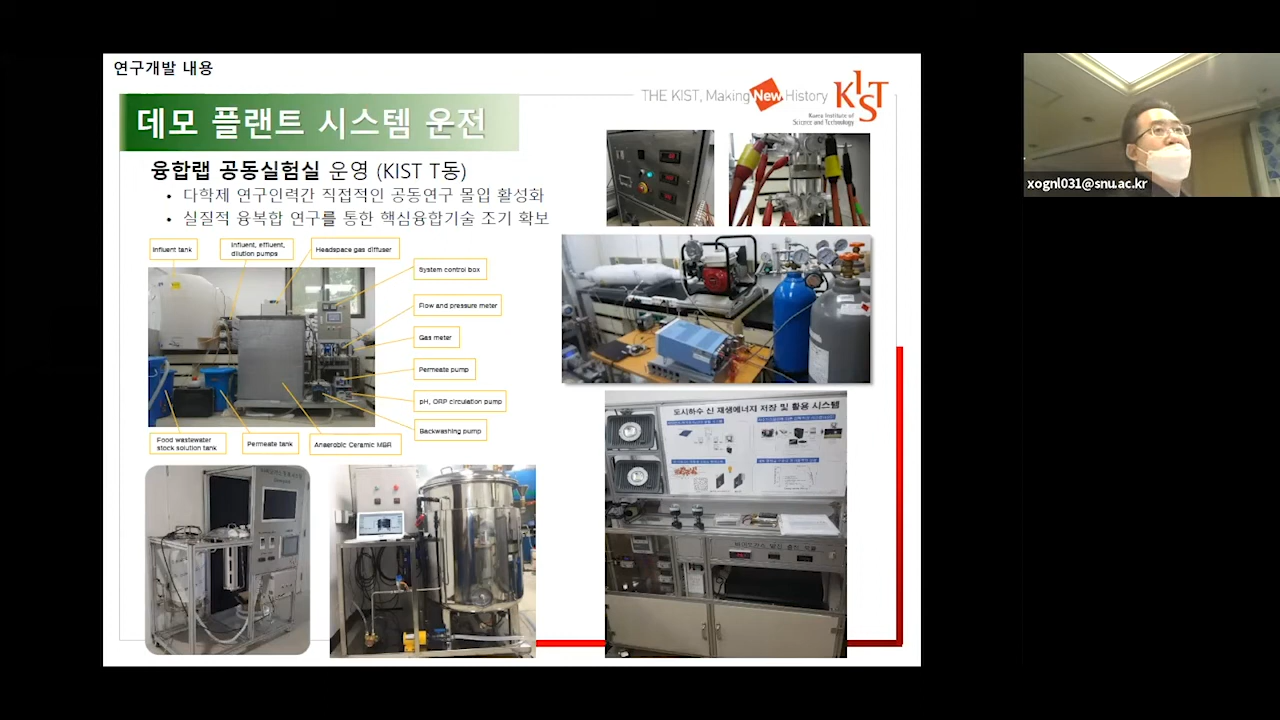 연구개발 내용
THE KIST, Making New History
KIST
Korea Institute of
Science and Technology
데모 플랜트 시스템 운전
융합랩 공동실험실 운영 (KIST T동)
• 다학제 연구인력간 직접적인 공동연구 몰입 활성화
• 실질적 융복합 연구를 통한 핵심융합기술 조기 확보
Influent tank
Influent, effluent,
dilution pumps
Headspace gas diffuser
System control box
Flow and pressure meter
Gas meter
Permeate pump
pH, ORP circulation pump
Backwashing pump
Food wastewater
stock solution tank
Permeate tank
Anaerobic Ceramic MBR
도시하수 신 재생에너지 저장 및 활용 시스템
xognl031@snu.ac.kr